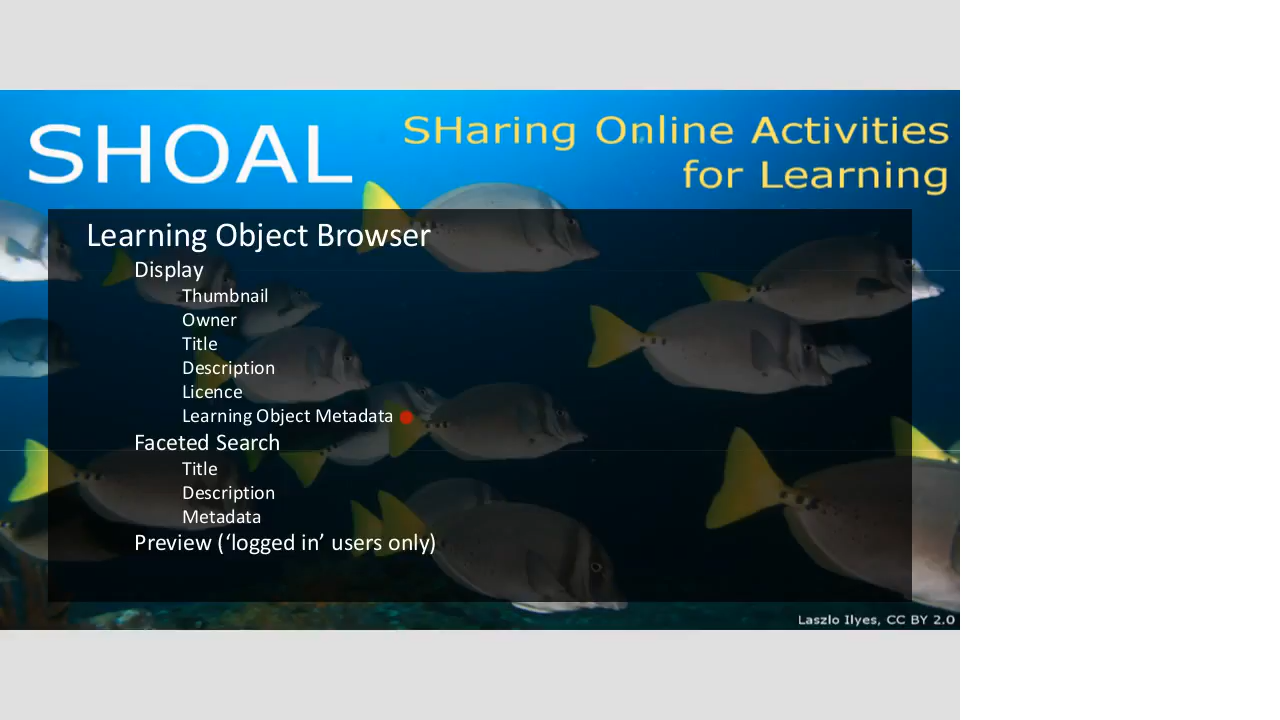 SHOAL
SHaring Online Activities
for Learning
Learning Object Browser
Display
Thumbnail
Owner
Title
Description
Licence
Learning Object Metadata
Faceted Search
Title
Description
Metadata
Preview (‘logged in’ users only)
Laszlo Ilyes, CC BY 2.0